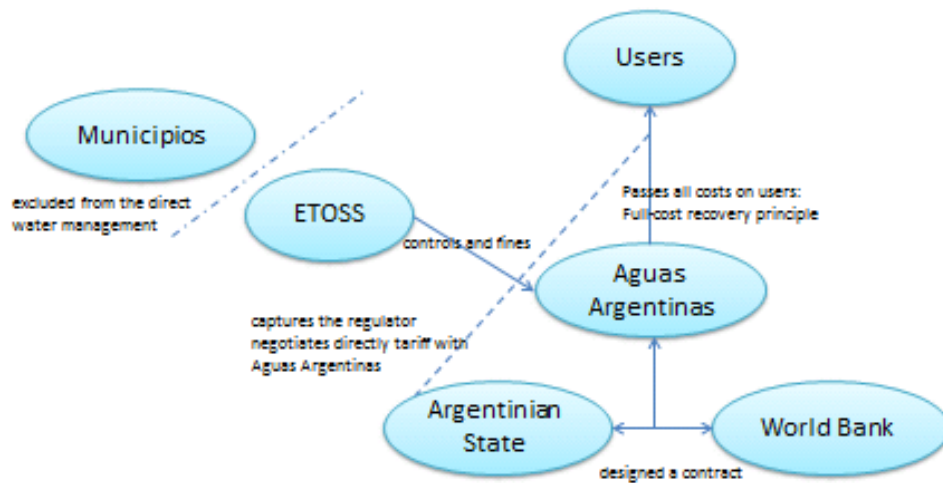 Users
Municipios
excluded from the direct
water management
ETOSS
Passes all costs on users:
Full-cost recovery principle
controls and fines
Aguas
Argentinas
captures the regulator
negotiates directly tariff with
Aguas Argentinas
Argentinian
State
World Bank
designed a contract